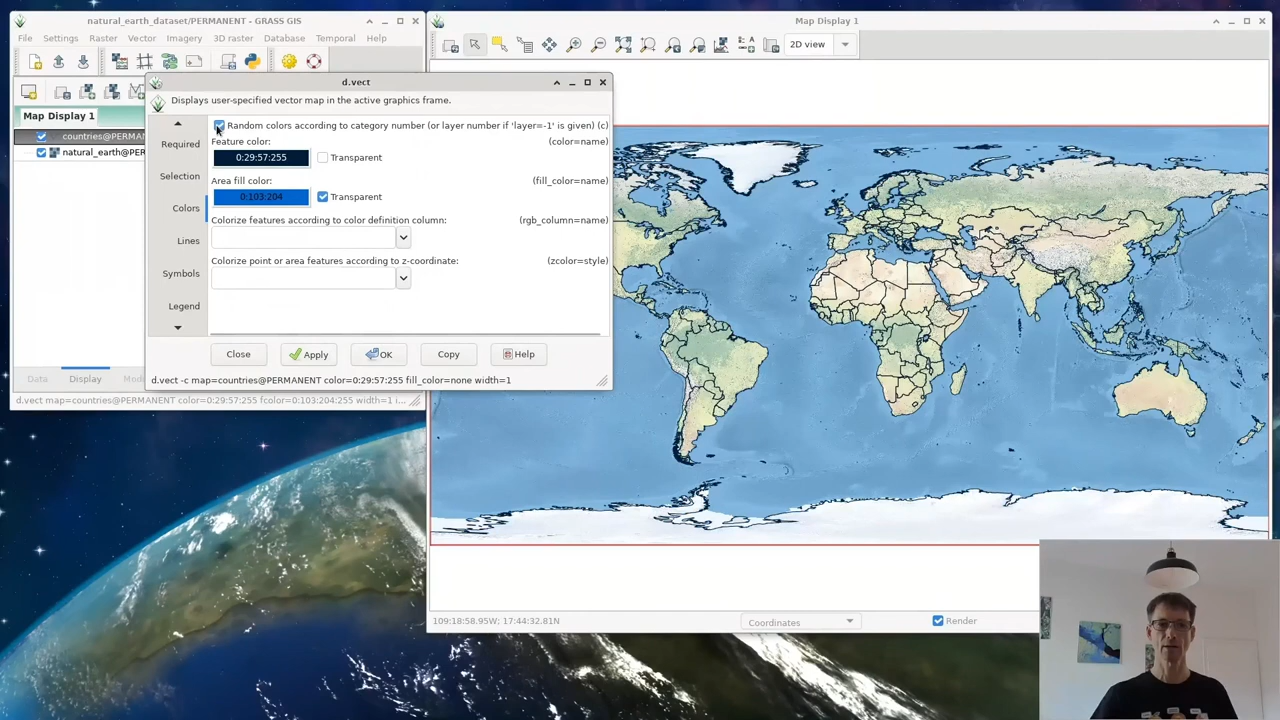 natural_earth_dataset/PERMANENT - GRASS GIS
File Settings Raster Vector Imagery 3D raster Database Temporal Help
Map Display 1
countries@PERMAN
natural_earth@PER
Data Display
d.vect map=countries@PERMANENT color=0:29:57:255 fcolor=0:103:204:255 width=1 i...
d.vect
Displays user-specified vector map in the active graphics frame.
Required
Selection
Colors
Lines
Symbols
Legend
Random colors according to category number (or layer number if 'layer=-1' is given) (c)
Feature color: (color=name)
0:29:57:255 Transparent
Area fill color: (fill_color=name)
0:103:204 Transparent
Colorize features according to color definition column: (rgb_column=name)
Colorize point or area features according to z-coordinate: (zcolor=style)
Close Apply OK Copy Help
d.vect -c map=countries@PERMANENT color=0:29:57:255 fill_color=none width=1
Map Display 1
2D view
109:18:58.95W; 17:44:32.81N
Coordinates
Render